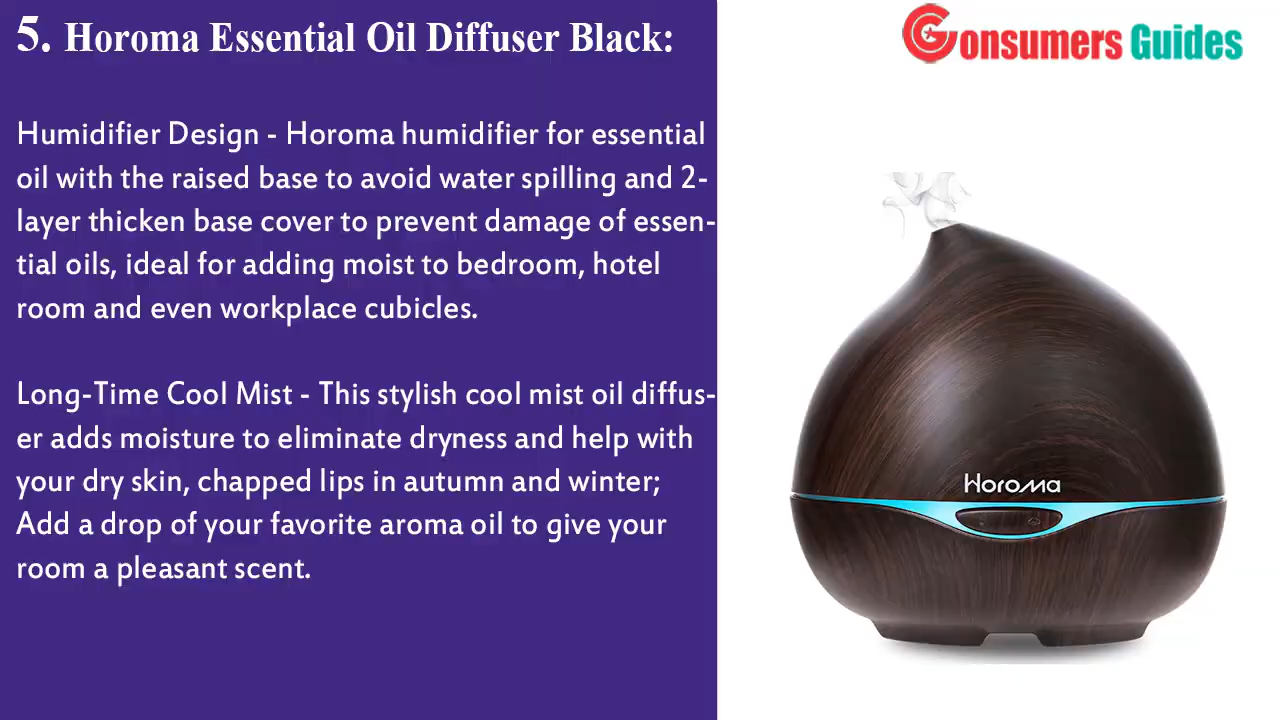 5. Horoma Essential Oil Diffuser Black:
Consumers Guides
Humidifier Design - Horoma humidifier for essential
oil with the raised base to avoid water spilling and 2-
layer thicken base cover to prevent damage of essen-
tial oils, ideal for adding moist to bedroom, hotel
room and even workplace cubicles.
Long-Time Cool Mist - This stylish cool mist oil diffus-
er adds moisture to eliminate dryness and help with
your dry skin, chapped lips in autumn and winter;
Add a drop of your favorite aroma oil to give your
room a pleasant scent.
Horoma